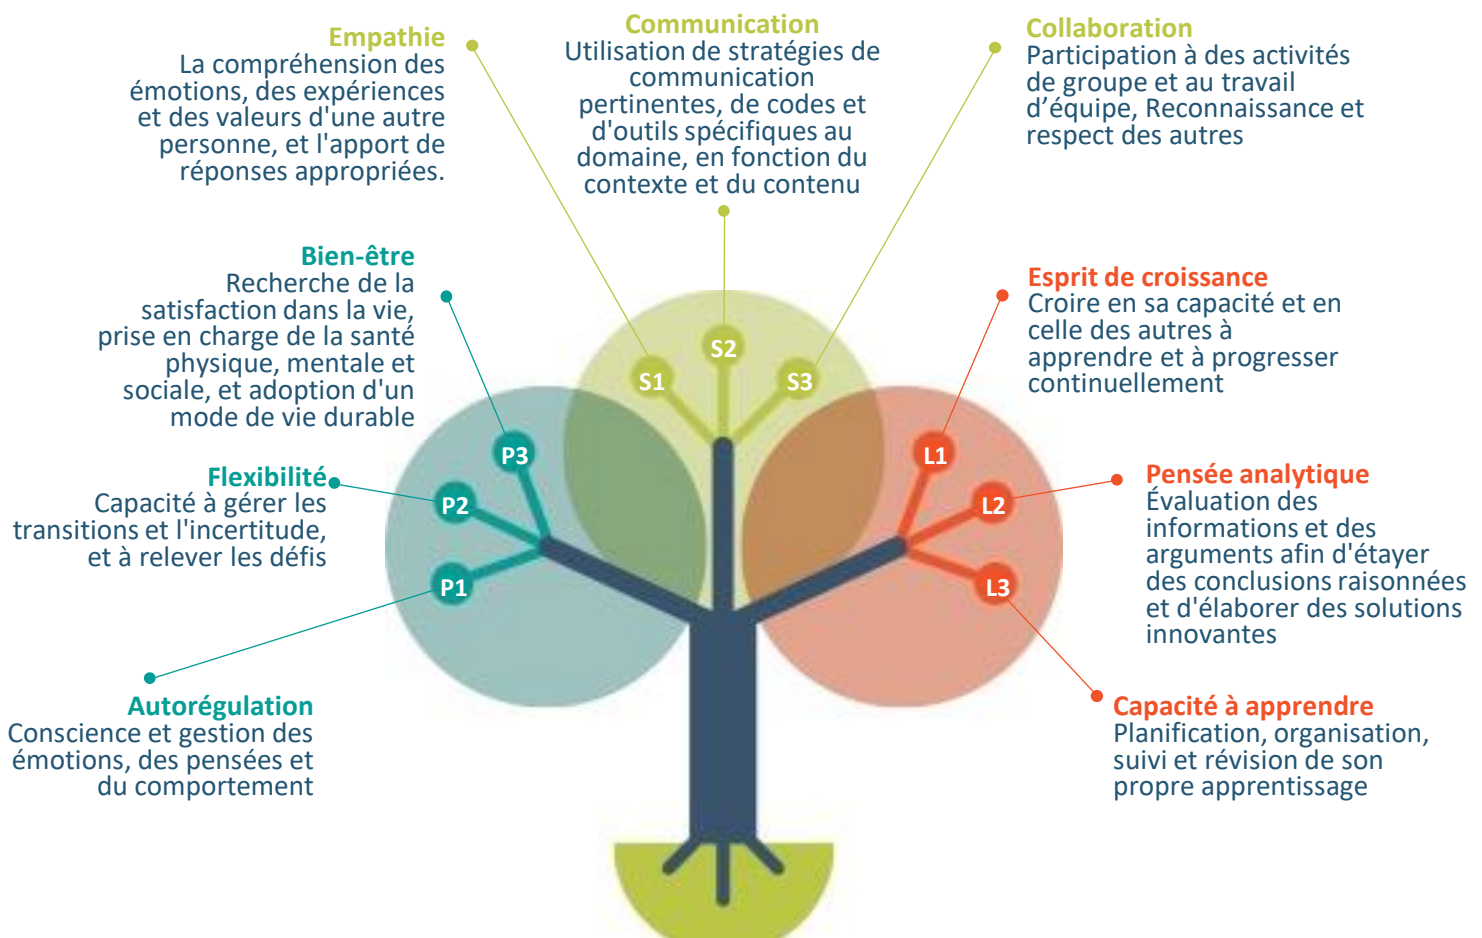 Empathie
La compréhension des
émotions, des expériences
et des valeurs d'une autre
personne, et l'apport de
réponses appropriées.
Communication
Utilisation de stratégies de
communication
pertinentes, de codes et
d'outils spécifiques au
domaine, en fonction du
contexte et du contenu
Collaboration
Participation à des activités
de groupe et au travail
d’équipe, Reconnaissance et
respect des autres
Bien-être
Recherche de la
satisfaction dans la vie,
prise en charge de la santé
physique, mentale et
sociale, et adoption d'un
mode de vie durable
Esprit de croissance
Croire en sa capacité et en
celle des autres à
apprendre et à progresser
continuellement
S1
S2
S3
P3
P2
P1
L1
L2
L3
Flexibilité
Capacité à gérer les
transitions et l'incertitude,
et à relever les défis
Pensée analytique
Évaluation des
informations et des
arguments afin d'étayer
des conclusions raisonnées
et d'élaborer des solutions
innovantes
Autorégulation
Conscience et gestion des
émotions, des pensées et
du comportement
Capacité à apprendre
Planification, organisation,
suivi et révision de son
propre apprentissage